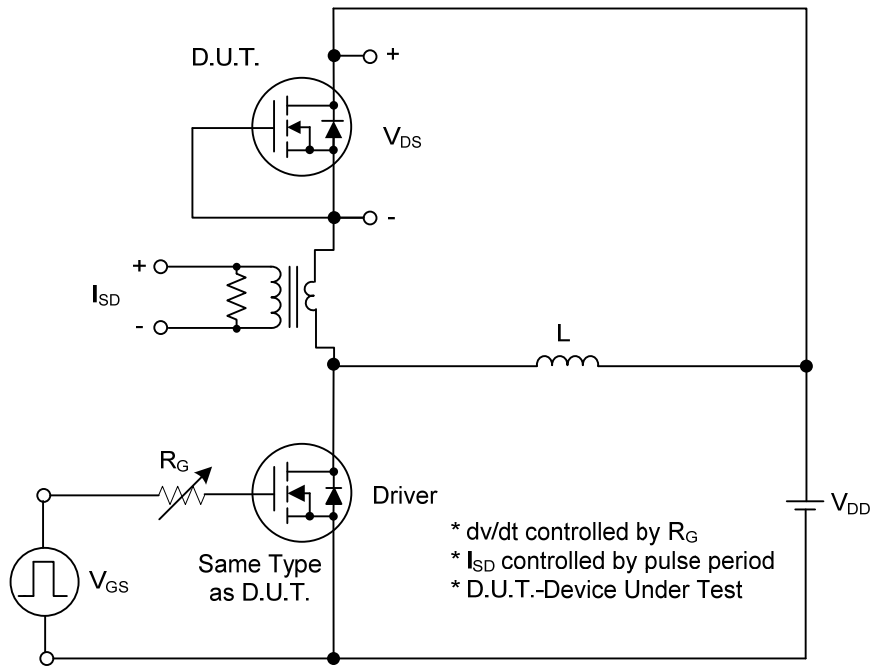 D.U.T.
+
V_DS
-
+
I_SD
-
L
R_G
Driver
V_DD
V_GS
Same Type
as D.U.T.
* dv/dt controlled by R_G
* I_SD controlled by pulse period
* D.U.T.-Device Under Test